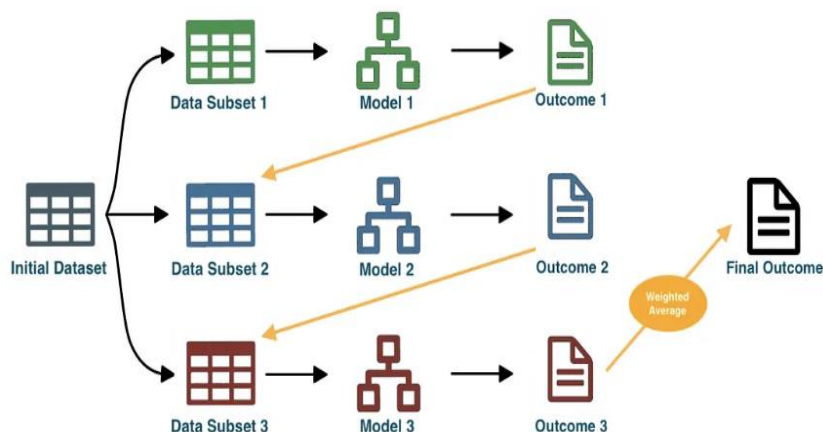 Data Subset 1
Model 1
Outcome 1
Initial Dataset
Data Subset 2
Model 2
Outcome 2
Weighted
Average
Final Outcome
Data Subset 3
Model 3
Outcome 3